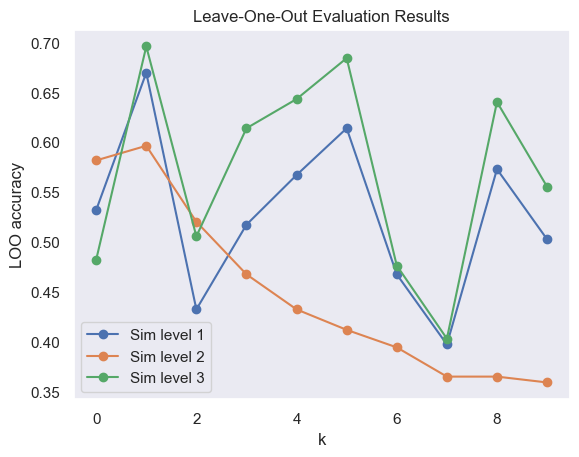 Leave-One-Out Evaluation Results
LOO accuracy
0.70
0.65
0.60
0.55
0.50
0.45
0.40
0.35
Sim level 1
Sim level 2
Sim level 3
0 2 4 6 8
k